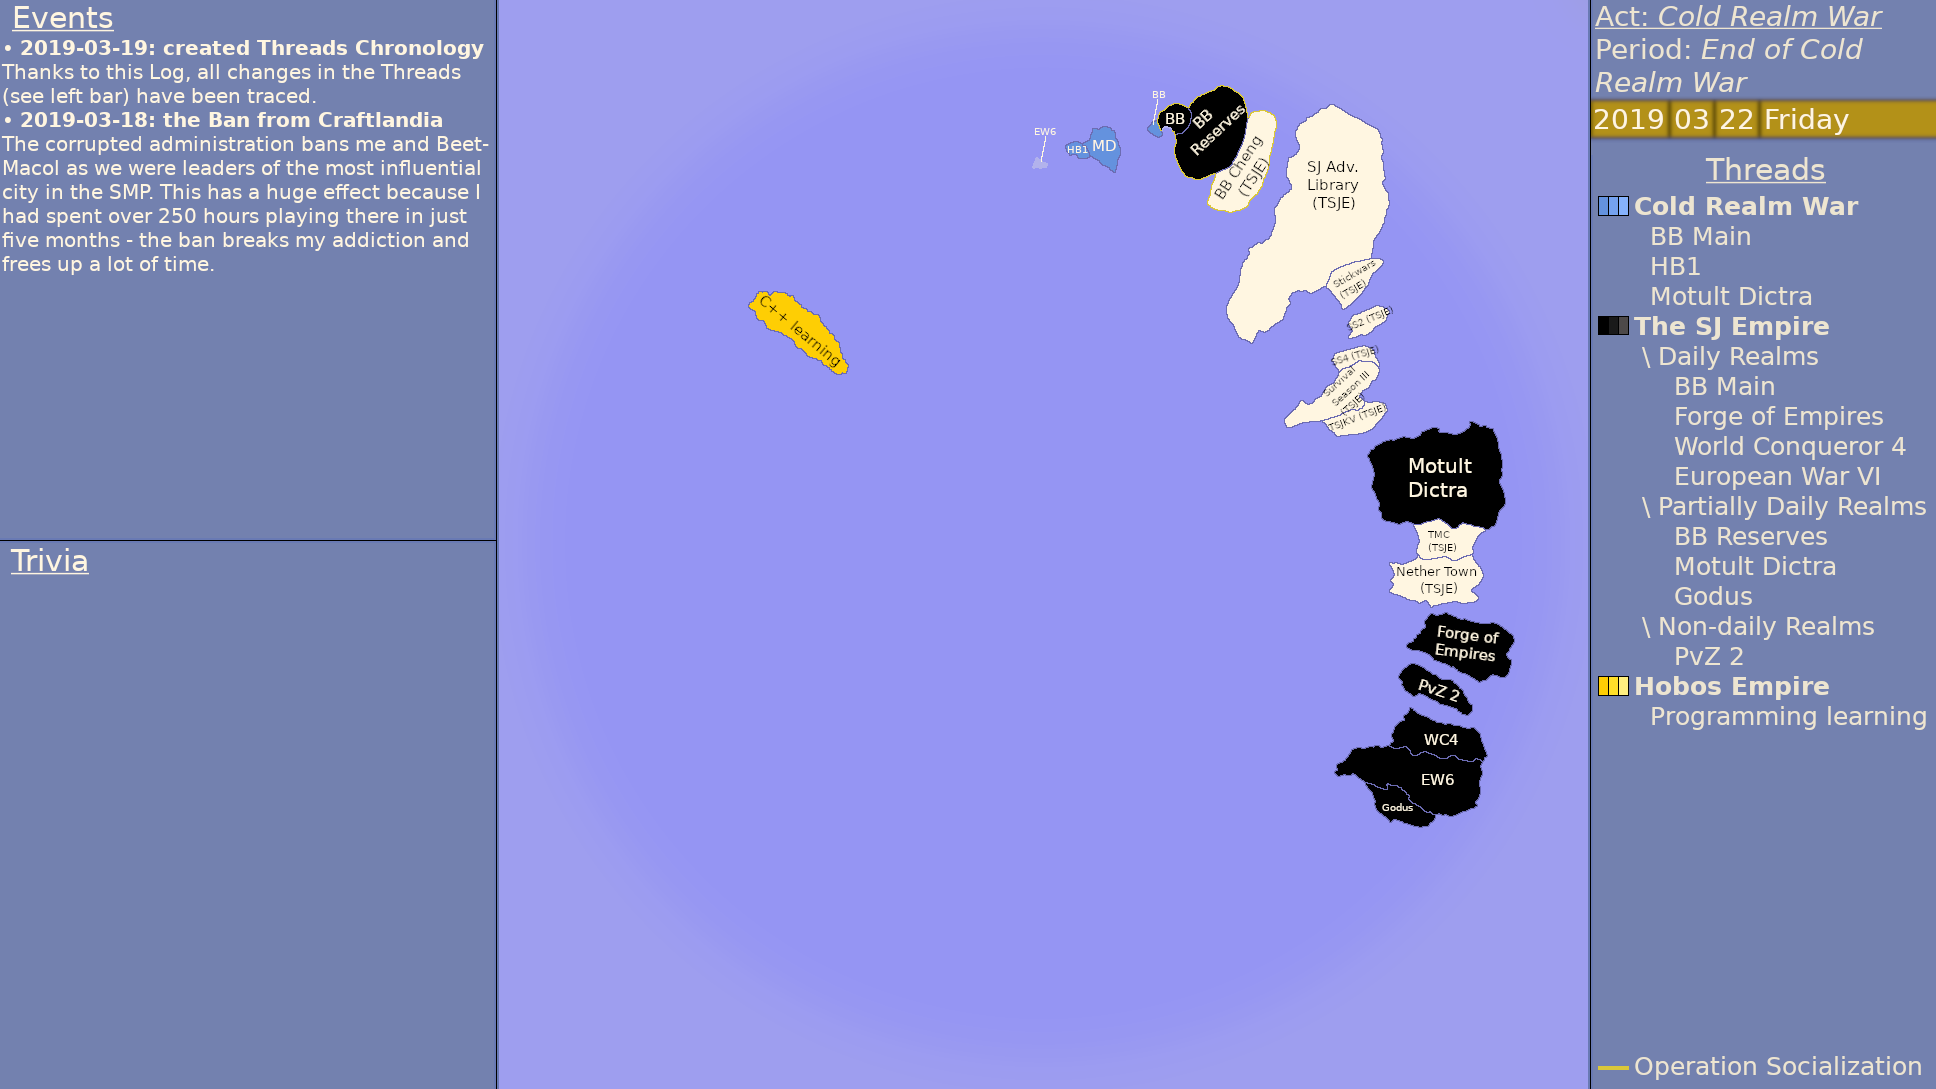 Events
• 2019-03-19: created Threads Chronology
Thanks to this Log, all changes in the Threads
(see left bar) have been traced.
• 2019-03-18: the Ban from Craftlandia
The corrupted administration bans me and Beet-
Macol as we were leaders of the most influential
city in the SMP. This has a huge effect because I
had spent over 250 hours playing there in just
five months - the ban breaks my addiction and
frees up a lot of time.
Trivia
EW6
HB1
MD
BB
BB
BB
Reserves
BB Cheng
(TSJE)
SJ Adv.
Library
(TSJE)
Stickwars
(TSJE)
SS2 (TSJE)
SS4 (TSJE)
Survival
Season III
(TSJE)
TSJKV (TSJE)
C++ learning
Motult
Dictra
TMC
(TSJE)
Nether Town
(TSJE)
Forge of
Empires
PvZ 2
WC4
EW6
Godus
Act: Cold Realm War
Period: End of Cold
Realm War
2019 03 22 Friday
Threads
Cold Realm War
BB Main
HB1
Motult Dictra
The SJ Empire
\ Daily Realms
BB Main
Forge of Empires
World Conqueror 4
European War VI
\ Partially Daily Realms
BB Reserves
Motult Dictra
Godus
\ Non-daily Realms
PvZ 2
Hobos Empire
Programming learning
Operation Socialization